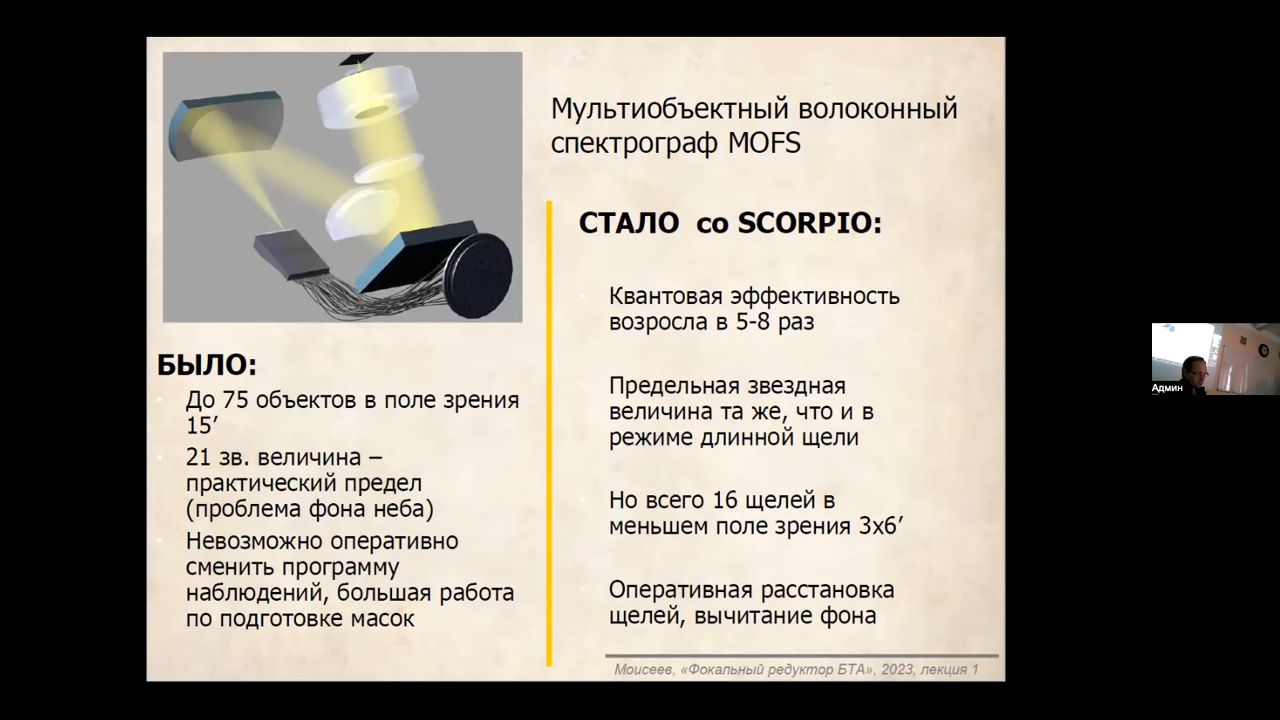 Мультиобъектный волоконный
спектрограф MOFS
БЫЛО:
До 75 объектов в поле зрения
15’
21 зв. величина –
практический предел
(проблема фона неба)
Невозможно оперативно
сменить программу
наблюдений, большая работа
по подготовке масок
СТАЛО со SCORPIO:
Квантовая эффективность
возросла в 5-8 раз
Предельная звездная
величина та же, что и в
режиме длинной щели
Но всего 16 щелей в
меньшем поле зрения 3х6’
Оперативная расстановка
щелей, вычитание фона
Моисеев, «Фокальный редуктор БТА», 2023, лекция 1
Админ